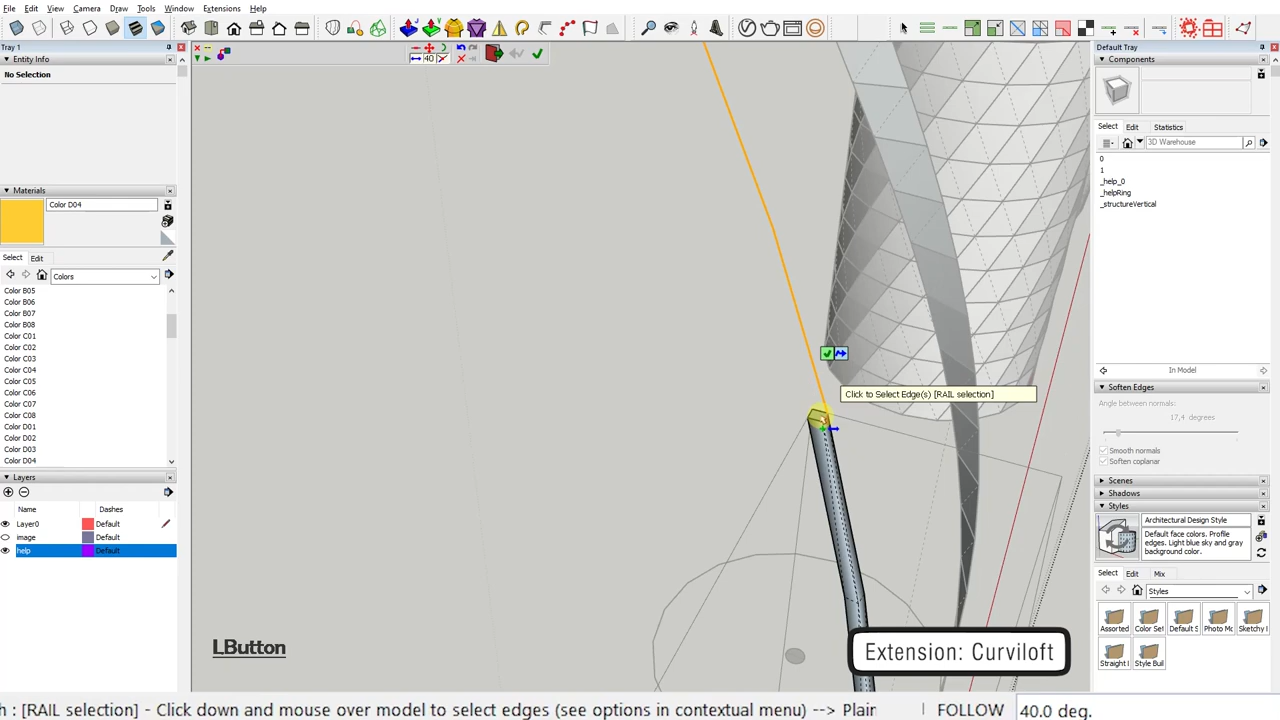 File Edit View Camera Draw Tools Window Extensions Help
Tray 1
Entity Info
No Selection
Materials
Color D04
Select Edit
Colors
Color B05
Color B06
Color B07
Color B08
Color C01
Color C02
Color C03
Color C04
Color C05
Color C06
Color C07
Color C08
Color D01
Color D02
Color D03
Color D04
Layers
Name Dashes
Layer0 Default
image Default
help Default
40
Click to Select Edge(s) [RAIL selection]
LButton
Extension: Curviloft
Default Tray
Components
Select Edit Statistics
3D Warehouse
0
1
_help_0
_helpRing
_structureVertical
In Model
Soften Edges
Angle between normals:
17,4 degrees
Smooth normals
Soften coplanar
Scenes
Shadows
Styles
Architectural Design Style
Default face colors. Profile
edges. Light blue sky and gray
background color.
Select Edit Mix
Styles
Assorted Color Set Default S Photo Mo Sketchy I
Straight I Style Buil
h : [RAIL selection] - Click down and mouse over model to select edges (see options in contextual menu) --> Plain FOLLOW 40.0 deg.